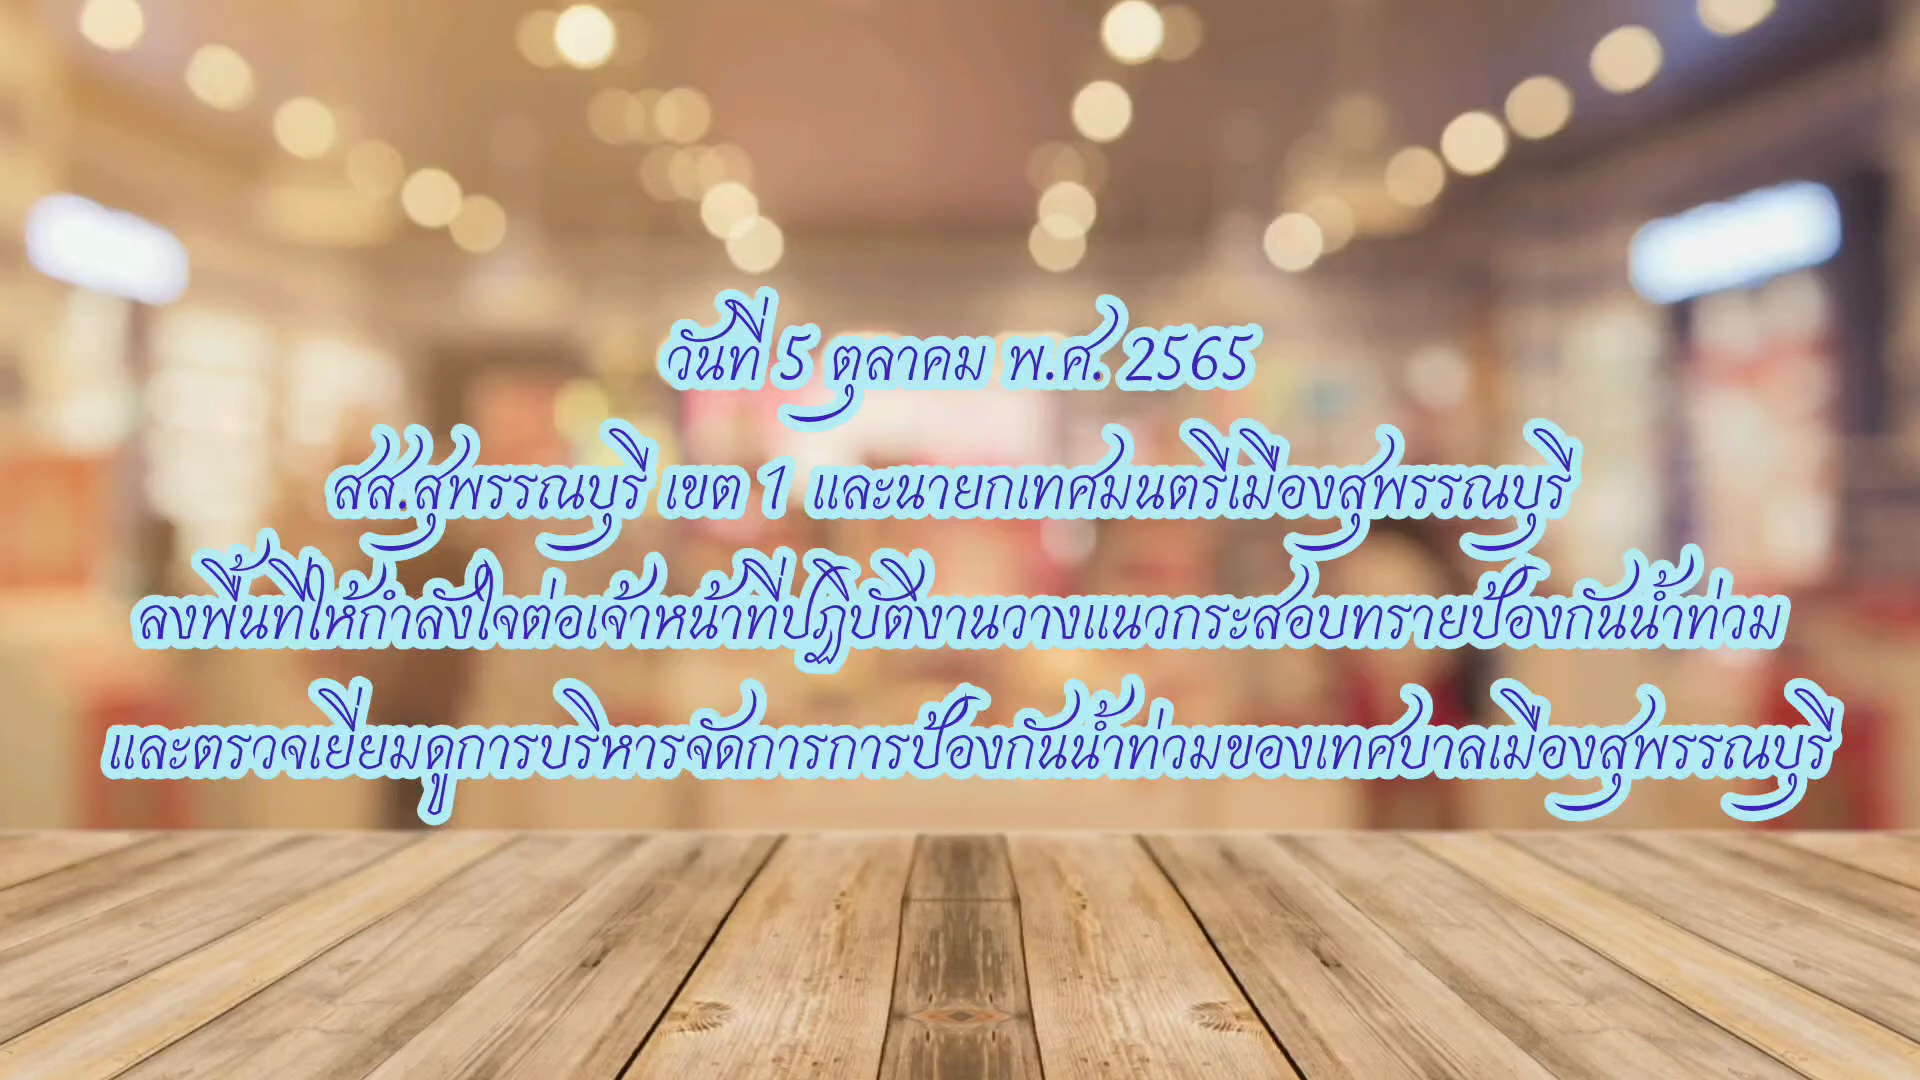 วันที่ 5 ตุลาคม พ.ศ. 2565
สส.สุพรรณบุรี เขต 1 และนายกเทศมนตรีเมืองสุพรรณบุรี
ลงพื้นที่ให้กำลังใจต่อเจ้าหน้าที่ปฏิบัติงานวางแนวกระสอบทรายป้องกันน้ำท่วม
และตรวจเยี่ยมดูการบริหารจัดการการป้องกันน้ำท่วมของเทศบาลเมืองสุพรรณบุรี